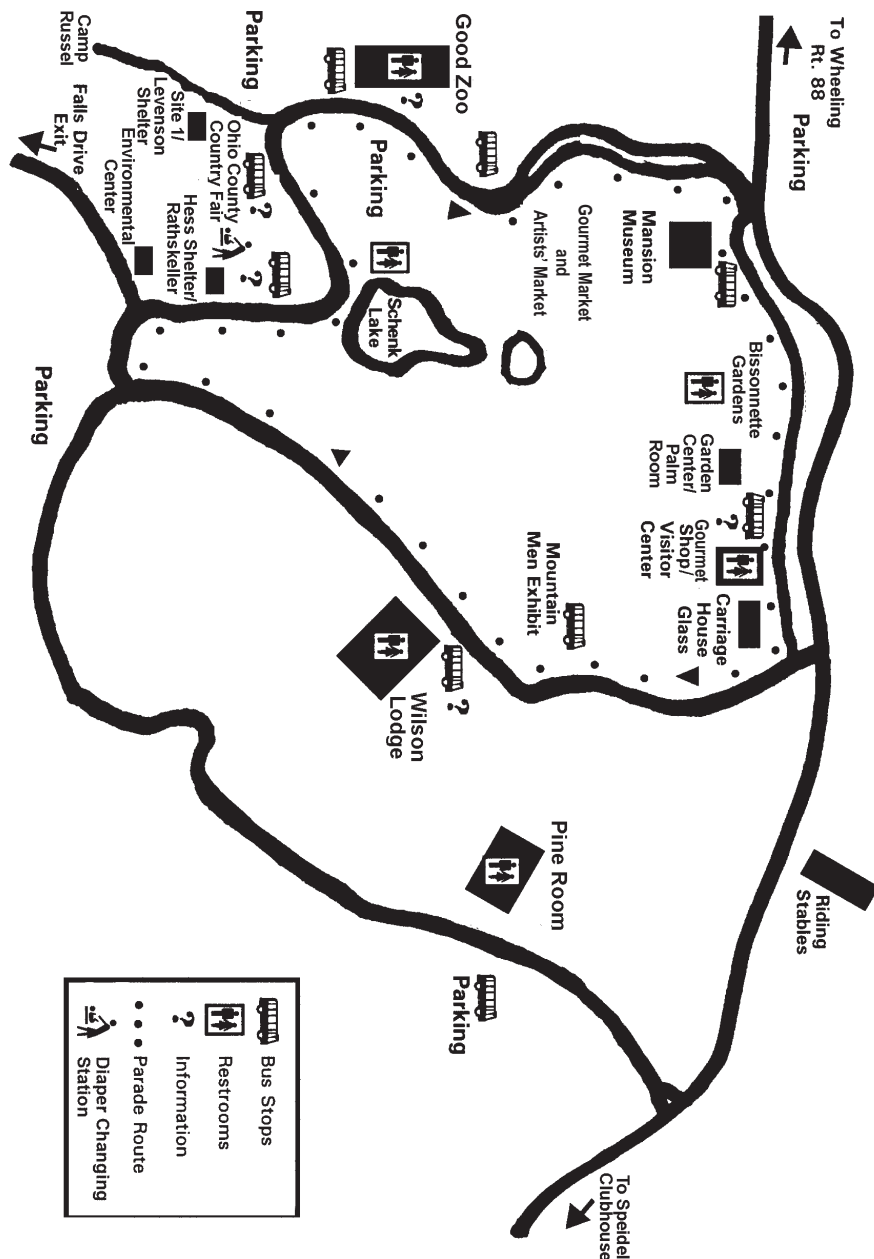 To Wheeling
Rt. 88
Parking
Good Zoo
Parking
Camp
Russel
Site 1/
Levenson
Shelter
Falls Drive
Exit
Ohio County
Country Fair
Environmental
Center
Hess Shelter/
Rathskeller
Parking
Mansion
Museum
Gourmet Market
and
Artists' Market
Schenk
Lake
Bissonnette
Gardens
Garden
Center/
Palm
Room
Gourmet
Shop/
Visitor
Center
Carriage
House
Glass
Mountain
Men Exhibit
Parking
Wilson
Lodge
Pine Room
Riding
Stables
Parking
To Speidel
Clubhouse
?
?
?
?
?
Bus Stops
Restrooms
? Information
Parade Route
Diaper Changing
Station